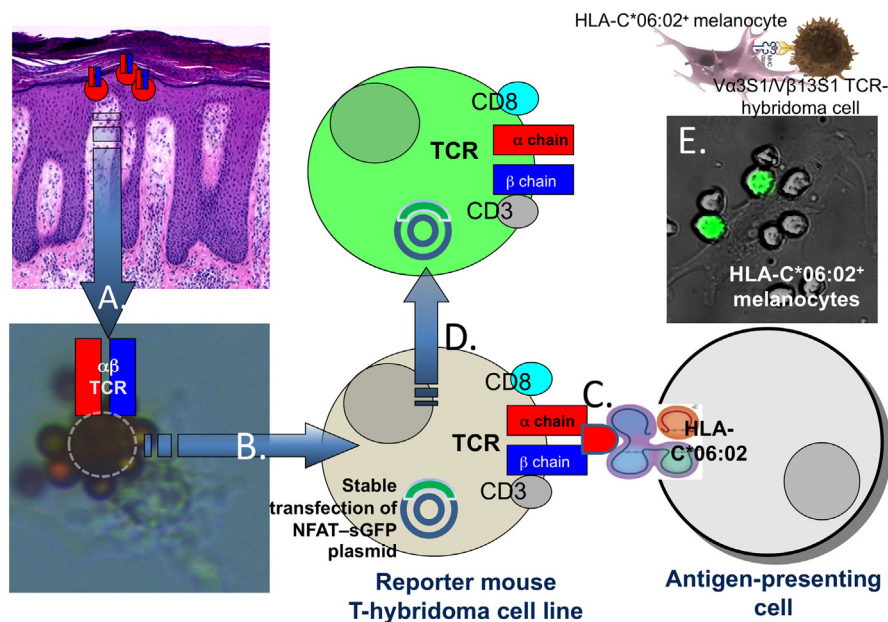 HLA-C*06:02⁺ melanocyte
Vα3S1/Vβ13S1 TCR-
hybridoma cell
CD8
TCR
α chain
β chain
CD3
E.
HLA-C*06:02⁺
melanocytes
A.
αβ
TCR
B.
D.
CD8
C.
α chain
TCR
β chain
CD3
HLA-
C*06:02
Stable
transfection of
NFAT–sGFP
plasmid
Reporter mouse
T-hybridoma cell line
Antigen-presenting
cell